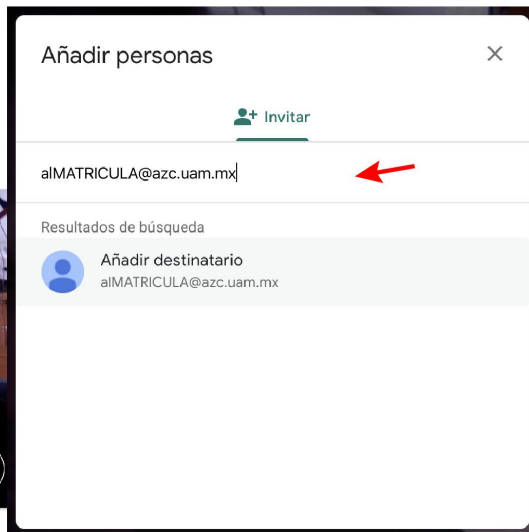 Añadir personas
Invitar
alMATRICULA@azc.uam.mx
Resultados de búsqueda
Añadir destinatario
alMATRICULA@azc.uam.mx